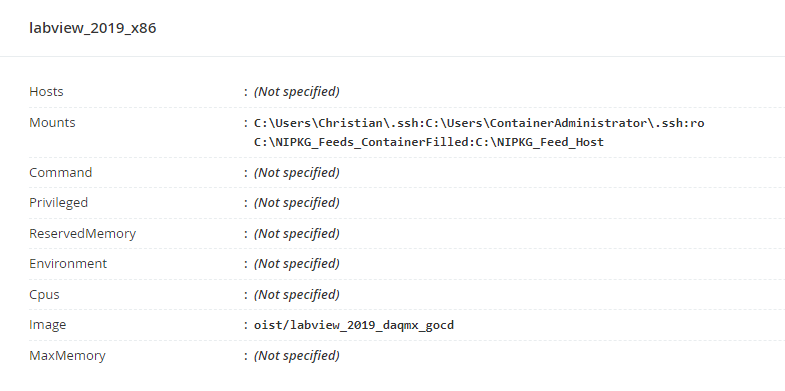 labview_2019_x86
Hosts : (Not specified)
Mounts : C:\Users\Christian\.ssh:C:\Users\ContainerAdministrator\.ssh:ro
C:\NIPKG_Feeds_ContainerFilled:C:\NIPKG_Feed_Host
Command : (Not specified)
Privileged : (Not specified)
ReservedMemory : (Not specified)
Environment : (Not specified)
Cpus : (Not specified)
Image : oist/labview_2019_daqmx_gocd
MaxMemory : (Not specified)